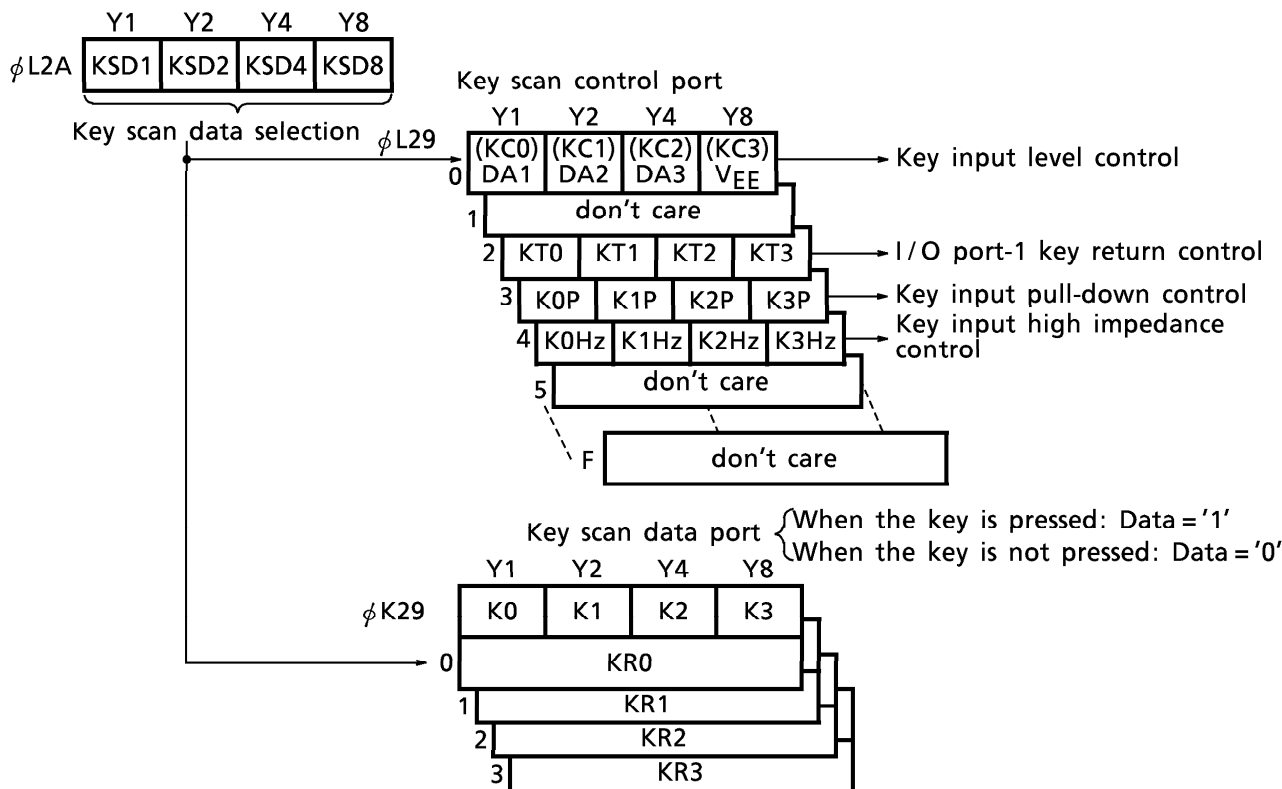 Y1 Y2 Y4 Y8
ϕL2A KSD1 KSD2 KSD4 KSD8
Key scan data selection
Key scan control port
Y1 Y2 Y4 Y8
ϕL29
0 (KC0) DA1 (KC1) DA2 (KC2) DA3 (KC3) VEE
Key input level control
1 don't care
2 KT0 KT1 KT2 KT3 I/O port-1 key return control
3 K0P K1P K2P K3P Key input pull-down control
4 K0Hz K1Hz K2Hz K3Hz Key input high impedance
control
5 don't care
F don't care
Key scan data port
When the key is pressed: Data='1'
When the key is not pressed: Data='0'
Y1 Y2 Y4 Y8
ϕK29 K0 K1 K2 K3
0 KR0
1 KR1
2 KR2
3 KR3